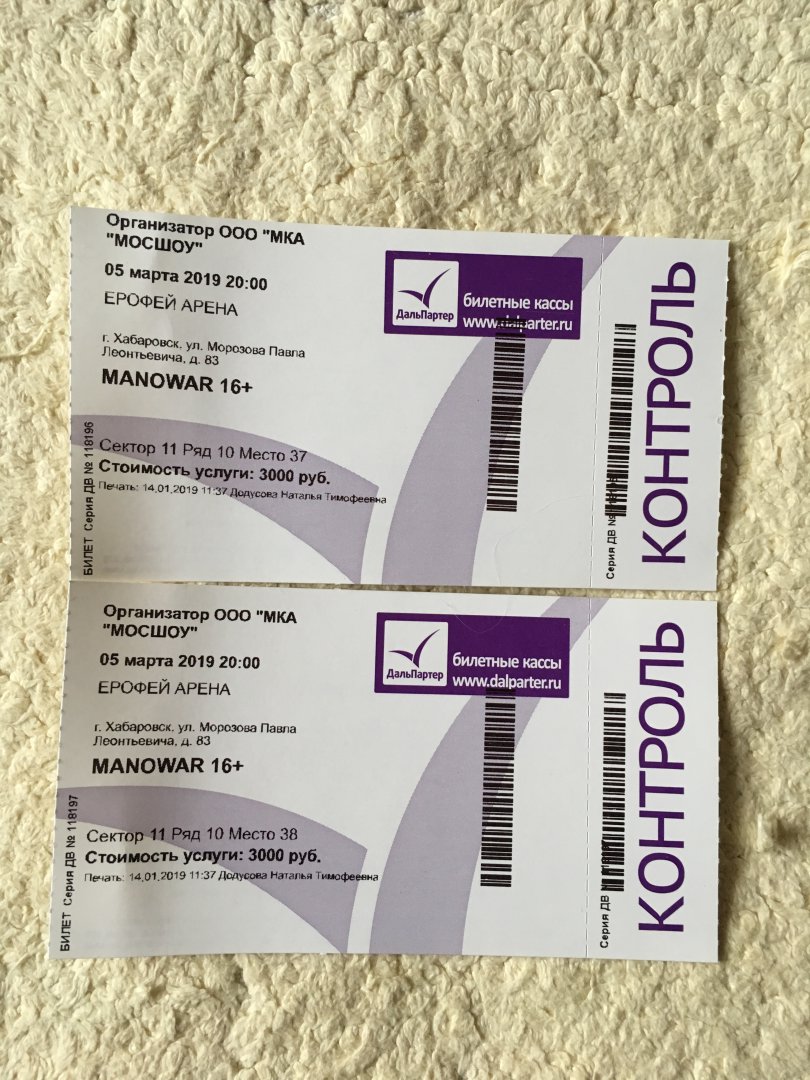 Организатор ООО "МКА
"МОСШОУ"
05 марта 2019 20:00
ЕРОФЕЙ АРЕНА
г. Хабаровск, ул. Морозова Павла
Леонтьевича, д. 83
MANOWAR 16+
Сектор 11 Ряд 10 Место 37
Стоимость услуги: 3000 руб.
Печать: 14.01.2019 11:37 Додусова Наталья Тимофеевна
БИЛЕТ Серия ДВ № 118196
ДальПартер
билетные кассы
www.dalparter.ru
Серия ДВ №
КОНТРОЛЬ
Организатор ООО "МКА
"МОСШОУ"
05 марта 2019 20:00
ЕРОФЕЙ АРЕНА
г. Хабаровск, ул. Морозова Павла
Леонтьевича, д. 83
MANOWAR 16+
Сектор 11 Ряд 10 Место 38
Стоимость услуги: 3000 руб.
Печать: 14.01.2019 11:37 Додусова Наталья Тимофеевна
БИЛЕТ Серия ДВ № 118197
ДальПартер
билетные кассы
www.dalparter.ru
Серия ДВ
КОНТРОЛЬ